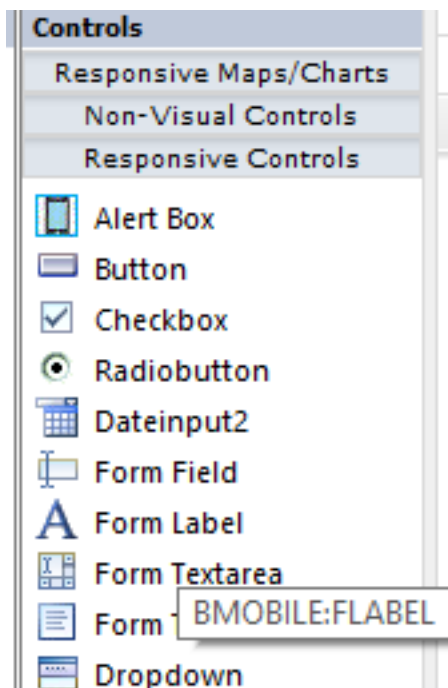 Controls
Responsive Maps/Charts
Non-Visual Controls
Responsive Controls
Alert Box
Button
Checkbox
Radiobutton
Dateinput2
Form Field
Form Label
Form Textarea
Form
BMOBILE:FLABEL
Dropdown